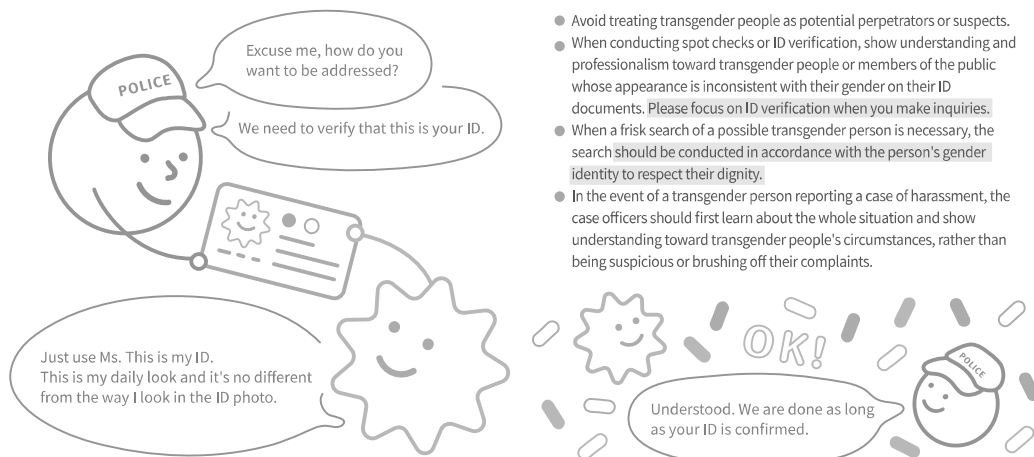 POLICE
Excuse me, how do you
want to be addressed?
We need to verify that this is your ID.
Just use Ms. This is my ID.
This is my daily look and it's no different
from the way I look in the ID photo.
Avoid treating transgender people as potential perpetrators or suspects.
When conducting spot checks or ID verification, show understanding and
professionalism toward transgender people or members of the public
whose appearance is inconsistent with their gender on their ID
documents. Please focus on ID verification when you make inquiries.
When a frisk search of a possible transgender person is necessary, the
search should be conducted in accordance with the person's gender
identity to respect their dignity.
In the event of a transgender person reporting a case of harassment, the
case officers should first learn about the whole situation and show
understanding toward transgender people's circumstances, rather than
being suspicious or brushing off their complaints.
OK!
POLICE
Understood. We are done as long
as your ID is confirmed.